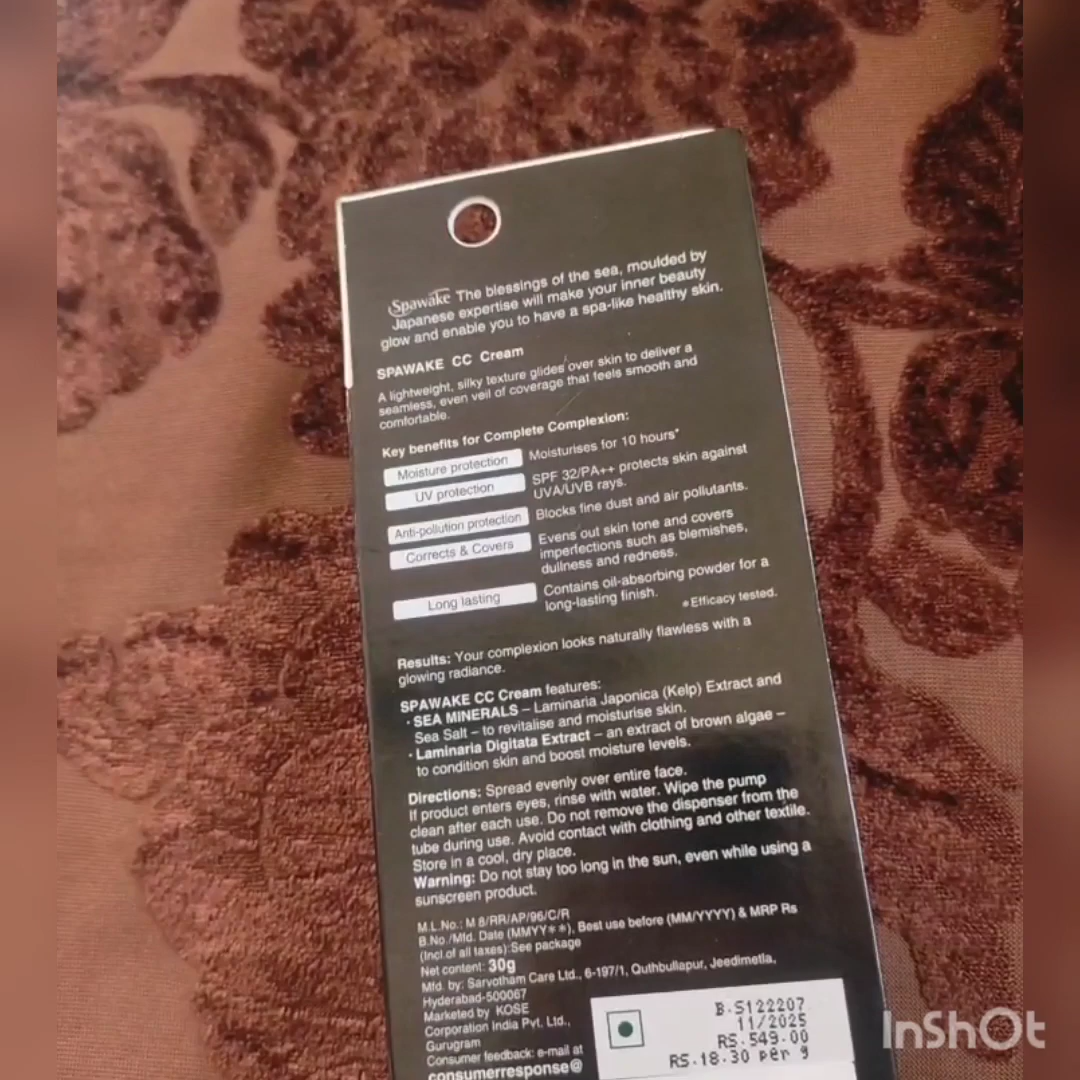 Spawake The blessings of the sea, moulded by
Japanese expertise will make your inner beauty
glow and enable you to have a spa-like healthy skin.
SPAWAKE CC Cream
A lightweight, silky texture glides over skin to deliver a
seamless, even veil of coverage that feels smooth and
comfortable.
Key benefits for Complete Complexion:
Moisture protection Moisturises for 10 hours*
UV protection SPF 32/PA++ protects skin against
UVA/UVB rays.
Anti-pollution protection Blocks fine dust and air pollutants.
Corrects & Covers Evens out skin tone and covers
imperfections such as blemishes,
dullness and redness.
Long lasting Contains oil-absorbing powder for a
long-lasting finish.
*Efficacy tested.
Results: Your complexion looks naturally flawless with a
glowing radiance.
SPAWAKE CC Cream features:
· SEA MINERALS – Laminaria Japonica (Kelp) Extract and
Sea Salt – to revitalise and moisturise skin.
· Laminaria Digitata Extract – an extract of brown algae –
to condition skin and boost moisture levels.
Directions: Spread evenly over entire face.
If product enters eyes, rinse with water. Wipe the pump
clean after each use. Do not remove the dispenser from the
tube during use. Avoid contact with clothing and other textile.
Store in a cool, dry place.
Warning: Do not stay too long in the sun, even while using a
sunscreen product.
M.L.No.: M 8/RR/AP/96/C/R
B.No./Mfd. Date (MMYY**), Best use before (MM/YYYY) & MRP Rs
(Incl.of all taxes):See package
Net content: 30g
Mfd. by: Sarvotham Care Ltd., 6-197/1, Quthbullapur, Jeedimetla,
Hyderabad-500067
Marketed by KOSE
Corporation India Pvt. Ltd.,
Gurugram
Consumer feedback: e-mail at
consumerresponse@
B.S122207
11/2025
RS.549.00
RS.18.30 per g
InShOt